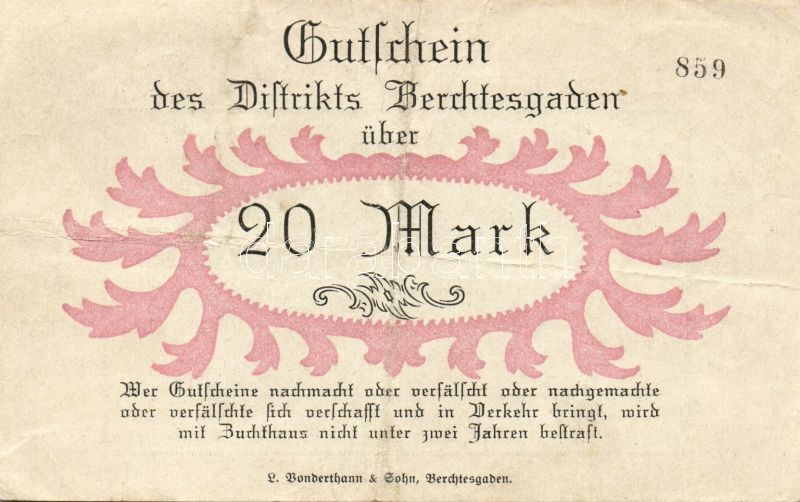 Gutſchein
859
des Diſtrikts Berchtesgaden
über
20 Mark
Wer Gutſcheine nachmacht oder verfälſcht oder nachgemachte
oder verfälſchte ſich verſchafft und in Verkehr bringt, wird
mit Zuchthaus nicht unter zwei Jahren beſtraft.
L. Vonderthann & Sohn, Berchtesgaden.